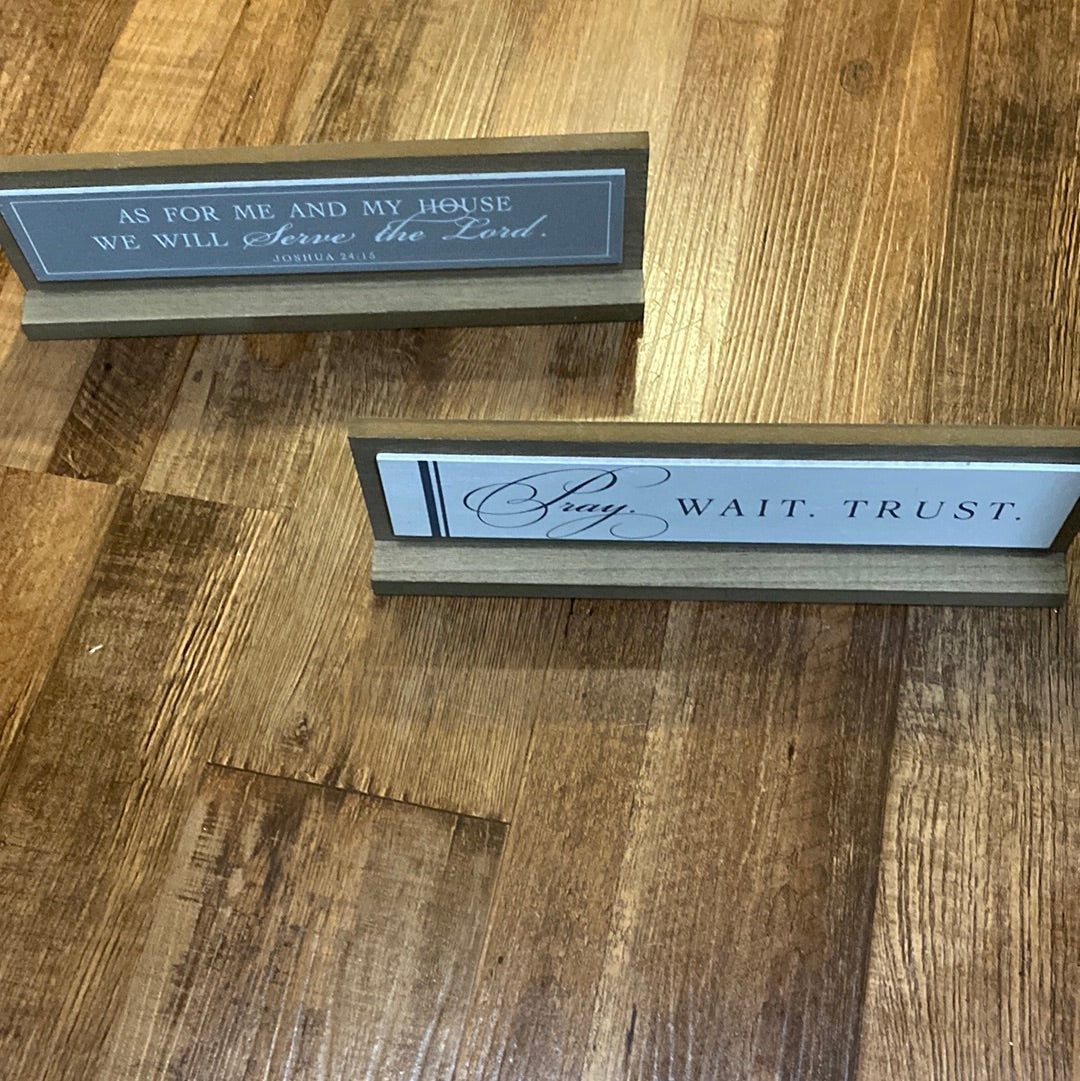 AS FOR ME AND MY HOUSE
WE WILL Serve the Lord.
JOSHUA 24:15
Pray. WAIT. TRUST.